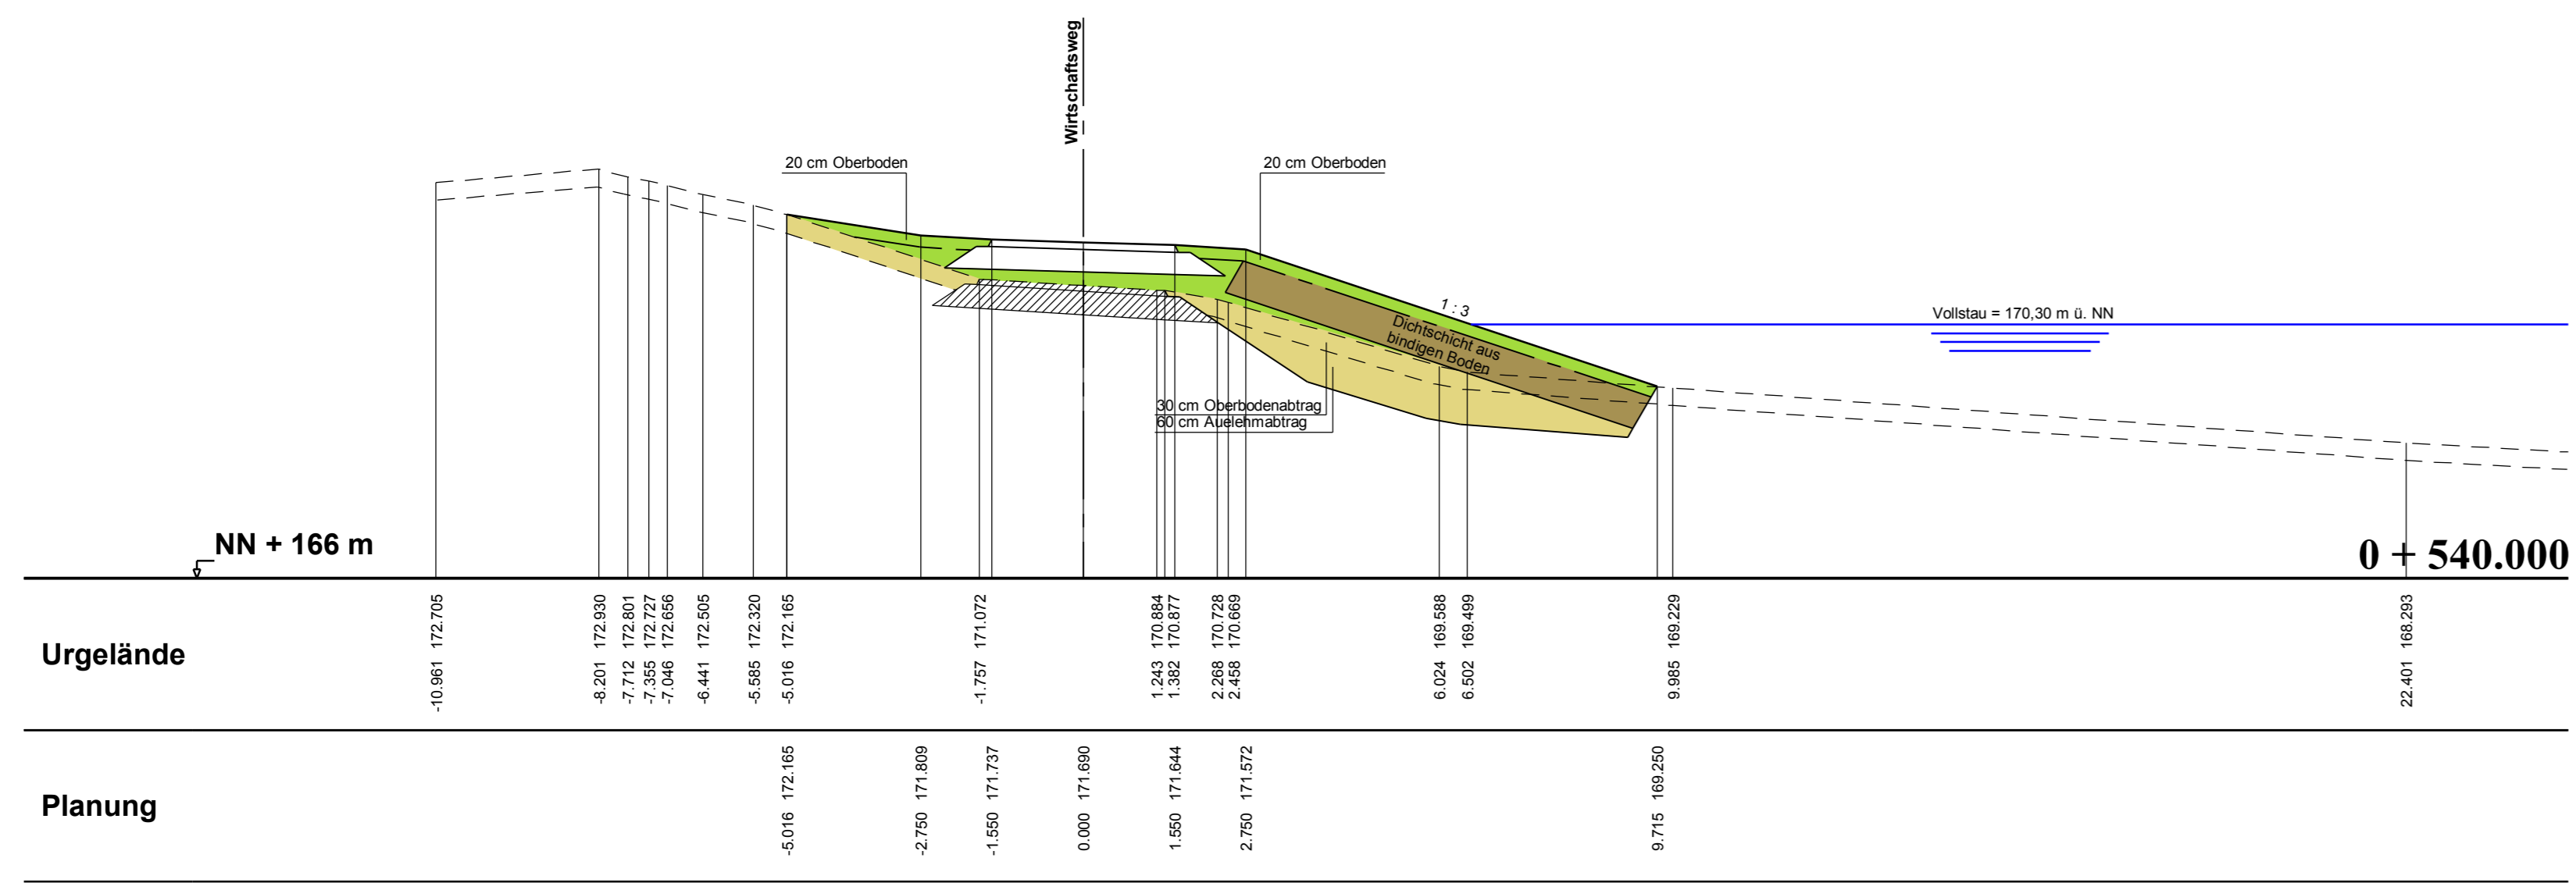 Wirtschaftsweg
20 cm Oberboden
20 cm Oberboden
1 : 3
Vollstau = 170,30 m ü. NN
Dichtschicht aus
bindigen Boden
30 cm Oberbodenabtrag
60 cm Auelehmabtrag
NN + 166 m
0 + 540.000
Urgelände
-10.961 172.705
-8.201 172.930
-7.712 172.801
-7.355 172.727
-7.046 172.656
-6.441 172.505
-5.585 172.320
-5.016 172.165
-1.757 171.072
1.243 170.884
1.382 170.877
2.268 170.728
2.458 170.669
6.024 169.588
6.502 169.499
9.985 169.229
22.401 168.293
Planung
-5.016 172.165
-2.750 171.809
-1.550 171.737
0.000 171.690
1.550 171.644
2.750 171.572
9.715 169.250